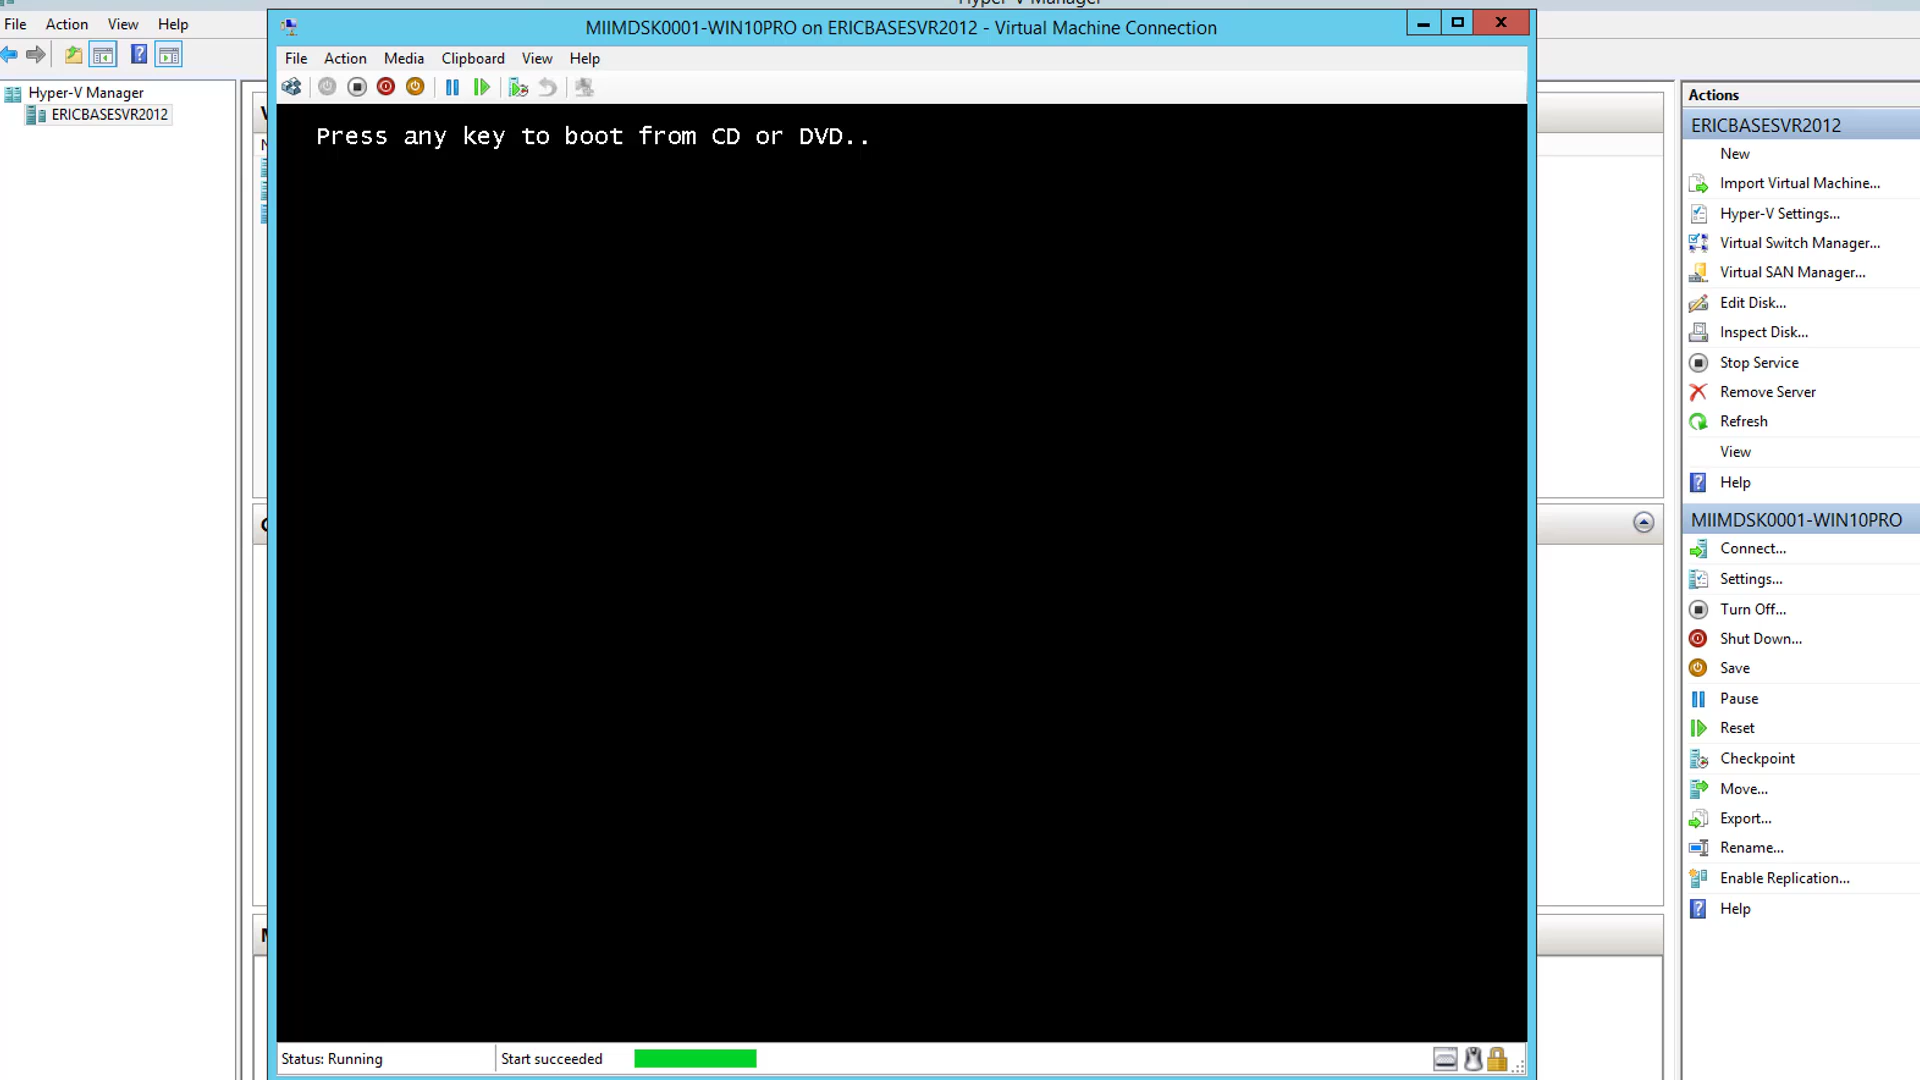 Hyper-V Manager
File Action View Help
Hyper-V Manager
ERICBASESVR2012
MIIMDSK0001-WIN10PRO on ERICBASESVR2012 - Virtual Machine Connection
File Action Media Clipboard View Help
Press any key to boot from CD or DVD..
Status: Running
Start succeeded
Actions
ERICBASESVR2012
New
Import Virtual Machine...
Hyper-V Settings...
Virtual Switch Manager...
Virtual SAN Manager...
Edit Disk...
Inspect Disk...
Stop Service
Remove Server
Refresh
View
Help
MIIMDSK0001-WIN10PRO
Connect...
Settings...
Turn Off...
Shut Down...
Save
Pause
Reset
Checkpoint
Move...
Export...
Rename...
Enable Replication...
Help